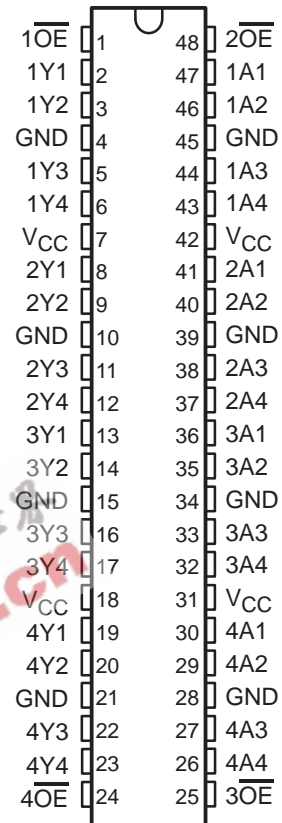 1O̅E̅ 1 48 2O̅E̅
1Y1 2 47 1A1
1Y2 3 46 1A2
GND 4 45 GND
1Y3 5 44 1A3
1Y4 6 43 1A4
VCC 7 42 VCC
2Y1 8 41 2A1
2Y2 9 40 2A2
GND 10 39 GND
2Y3 11 38 2A3
2Y4 12 37 2A4
3Y1 13 36 3A1
3Y2 14 35 3A2
GND 15 34 GND
3Y3 16 33 3A3
3Y4 17 32 3A4
VCC 18 31 VCC
4Y1 19 30 4A1
4Y2 20 29 4A2
GND 21 28 GND
4Y3 22 27 4A3
4Y4 23 26 4A4
4O̅E̅ 24 25 3O̅E̅